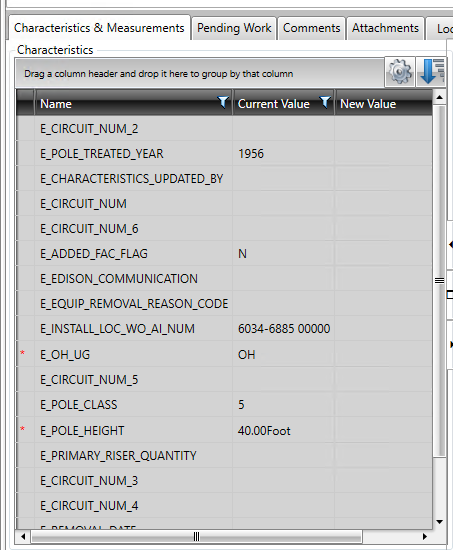 Characteristics & Measurements Pending Work Comments Attachments Loc
Characteristics
Drag a column header and drop it here to group by that column
Name Current Value New Value
E_CIRCUIT_NUM_2
E_POLE_TREATED_YEAR 1956
E_CHARACTERISTICS_UPDATED_BY
E_CIRCUIT_NUM
E_CIRCUIT_NUM_6
E_ADDED_FAC_FLAG N
E_EDISON_COMMUNICATION
E_EQUIP_REMOVAL_REASON_CODE
E_INSTALL_LOC_WO_AI_NUM 6034-6885 00000
* E_OH_UG OH
E_CIRCUIT_NUM_5
E_POLE_CLASS 5
* E_POLE_HEIGHT 40.00Foot
E_PRIMARY_RISER_QUANTITY
E_CIRCUIT_NUM_3
E_CIRCUIT_NUM_4
E_REMOVAL_DATE